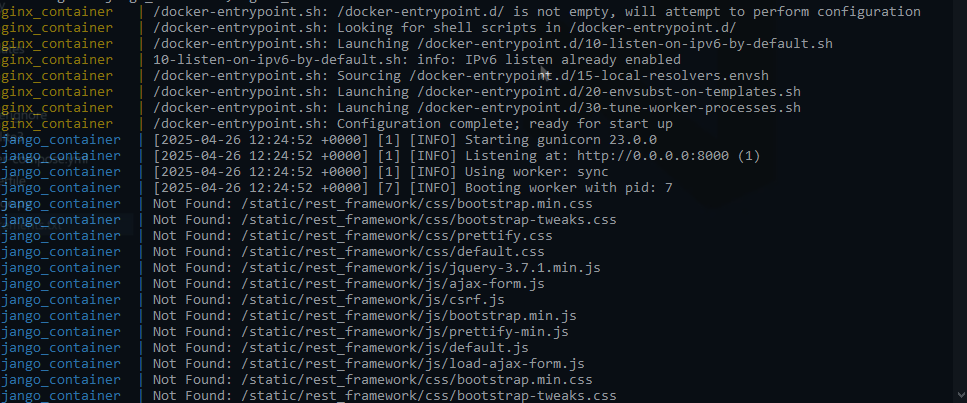 ginx_container | /docker-entrypoint.sh: /docker-entrypoint.d/ is not empty, will attempt to perform configuration
ginx_container | /docker-entrypoint.sh: Looking for shell scripts in /docker-entrypoint.d/
ginx_container | /docker-entrypoint.sh: Launching /docker-entrypoint.d/10-listen-on-ipv6-by-default.sh
ginx_container | 10-listen-on-ipv6-by-default.sh: info: IPv6 listen already enabled
ginx_container | /docker-entrypoint.sh: Sourcing /docker-entrypoint.d/15-local-resolvers.envsh
ginx_container | /docker-entrypoint.sh: Launching /docker-entrypoint.d/20-envsubst-on-templates.sh
ginx_container | /docker-entrypoint.sh: Launching /docker-entrypoint.d/30-tune-worker-processes.sh
ginx_container | /docker-entrypoint.sh: Configuration complete; ready for start up
jango_container | [2025-04-26 12:24:52 +0000] [1] [INFO] Starting gunicorn 23.0.0
jango_container | [2025-04-26 12:24:52 +0000] [1] [INFO] Listening at: http://0.0.0.0:8000 (1)
jango_container | [2025-04-26 12:24:52 +0000] [1] [INFO] Using worker: sync
jango_container | [2025-04-26 12:24:52 +0000] [7] [INFO] Booting worker with pid: 7
jango_container | Not Found: /static/rest_framework/css/bootstrap.min.css
jango_container | Not Found: /static/rest_framework/css/bootstrap-tweaks.css
jango_container | Not Found: /static/rest_framework/css/prettify.css
jango_container | Not Found: /static/rest_framework/css/default.css
jango_container | Not Found: /static/rest_framework/js/jquery-3.7.1.min.js
jango_container | Not Found: /static/rest_framework/js/ajax-form.js
jango_container | Not Found: /static/rest_framework/js/csrf.js
jango_container | Not Found: /static/rest_framework/js/bootstrap.min.js
jango_container | Not Found: /static/rest_framework/js/prettify-min.js
jango_container | Not Found: /static/rest_framework/js/default.js
jango_container | Not Found: /static/rest_framework/js/load-ajax-form.js
jango_container | Not Found: /static/rest_framework/css/bootstrap.min.css
jango_container | Not Found: /static/rest_framework/css/bootstrap-tweaks.css